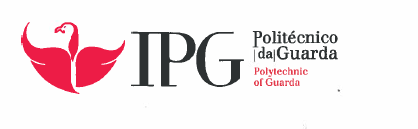 IPG
Politécnico
|da|Guarda
Polytechnic
of Guarda